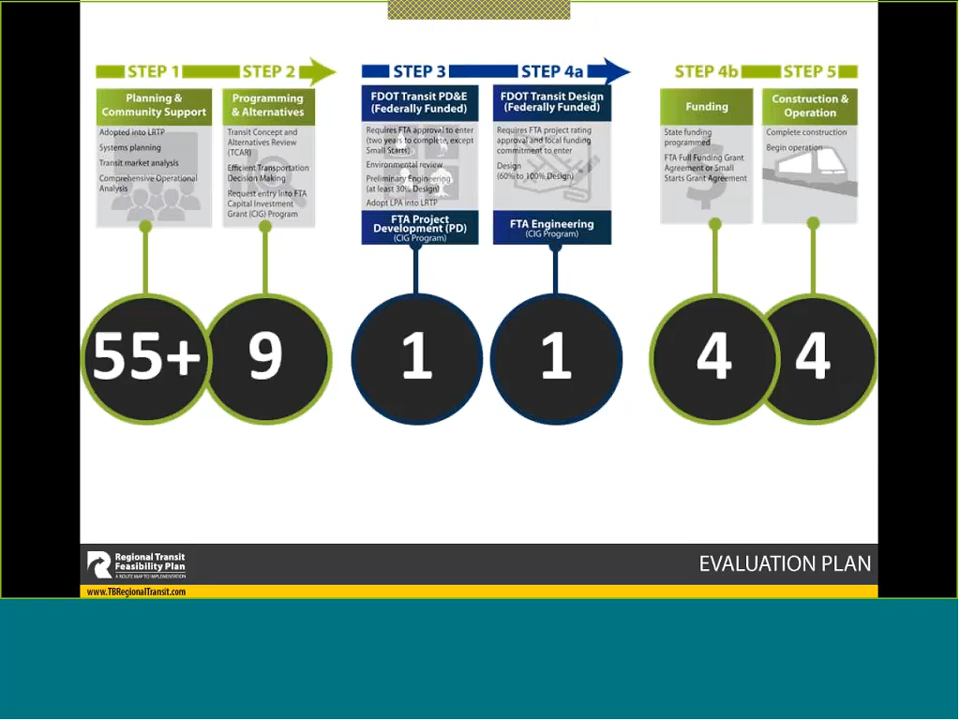 STEP 1
STEP 2
STEP 3
STEP 4a
STEP 4b
STEP 5
Planning &
Community Support
Adopted into LRTP
Systems planning
Transit market analysis
Comprehensive Operational
Analysis
Programming
& Alternatives
Transit Concept and
Alternatives Review
(TCAR)
Efficient Transportation
Decision Making
Request entry into FTA
Capital Investment
Grant (CIG) Program
FDOT Transit PD&E
(Federally Funded)
Requires FTA approval to enter
(two years to complete, except
Small Starts)
Environmental review
Preliminary Engineering
(at least 30% Design)
Adopt LPA into LRTP
FTA Project
Development (PD)
(CIG Program)
FDOT Transit Design
(Federally Funded)
Requires FTA project rating
approval and local funding
commitment to enter
Design
(60% to 100% Design)
FTA Engineering
(CIG Program)
Funding
State funding
programmed
FTA Full Funding Grant
Agreement or Small
Starts Grant Agreement
Construction &
Operation
Complete construction
Begin operation
55+
9
1
1
4
4
Regional Transit
Feasibility Plan
A ROUTE MAP TO IMPLEMENTATION
EVALUATION PLAN
www.TBRegionalTransit.com